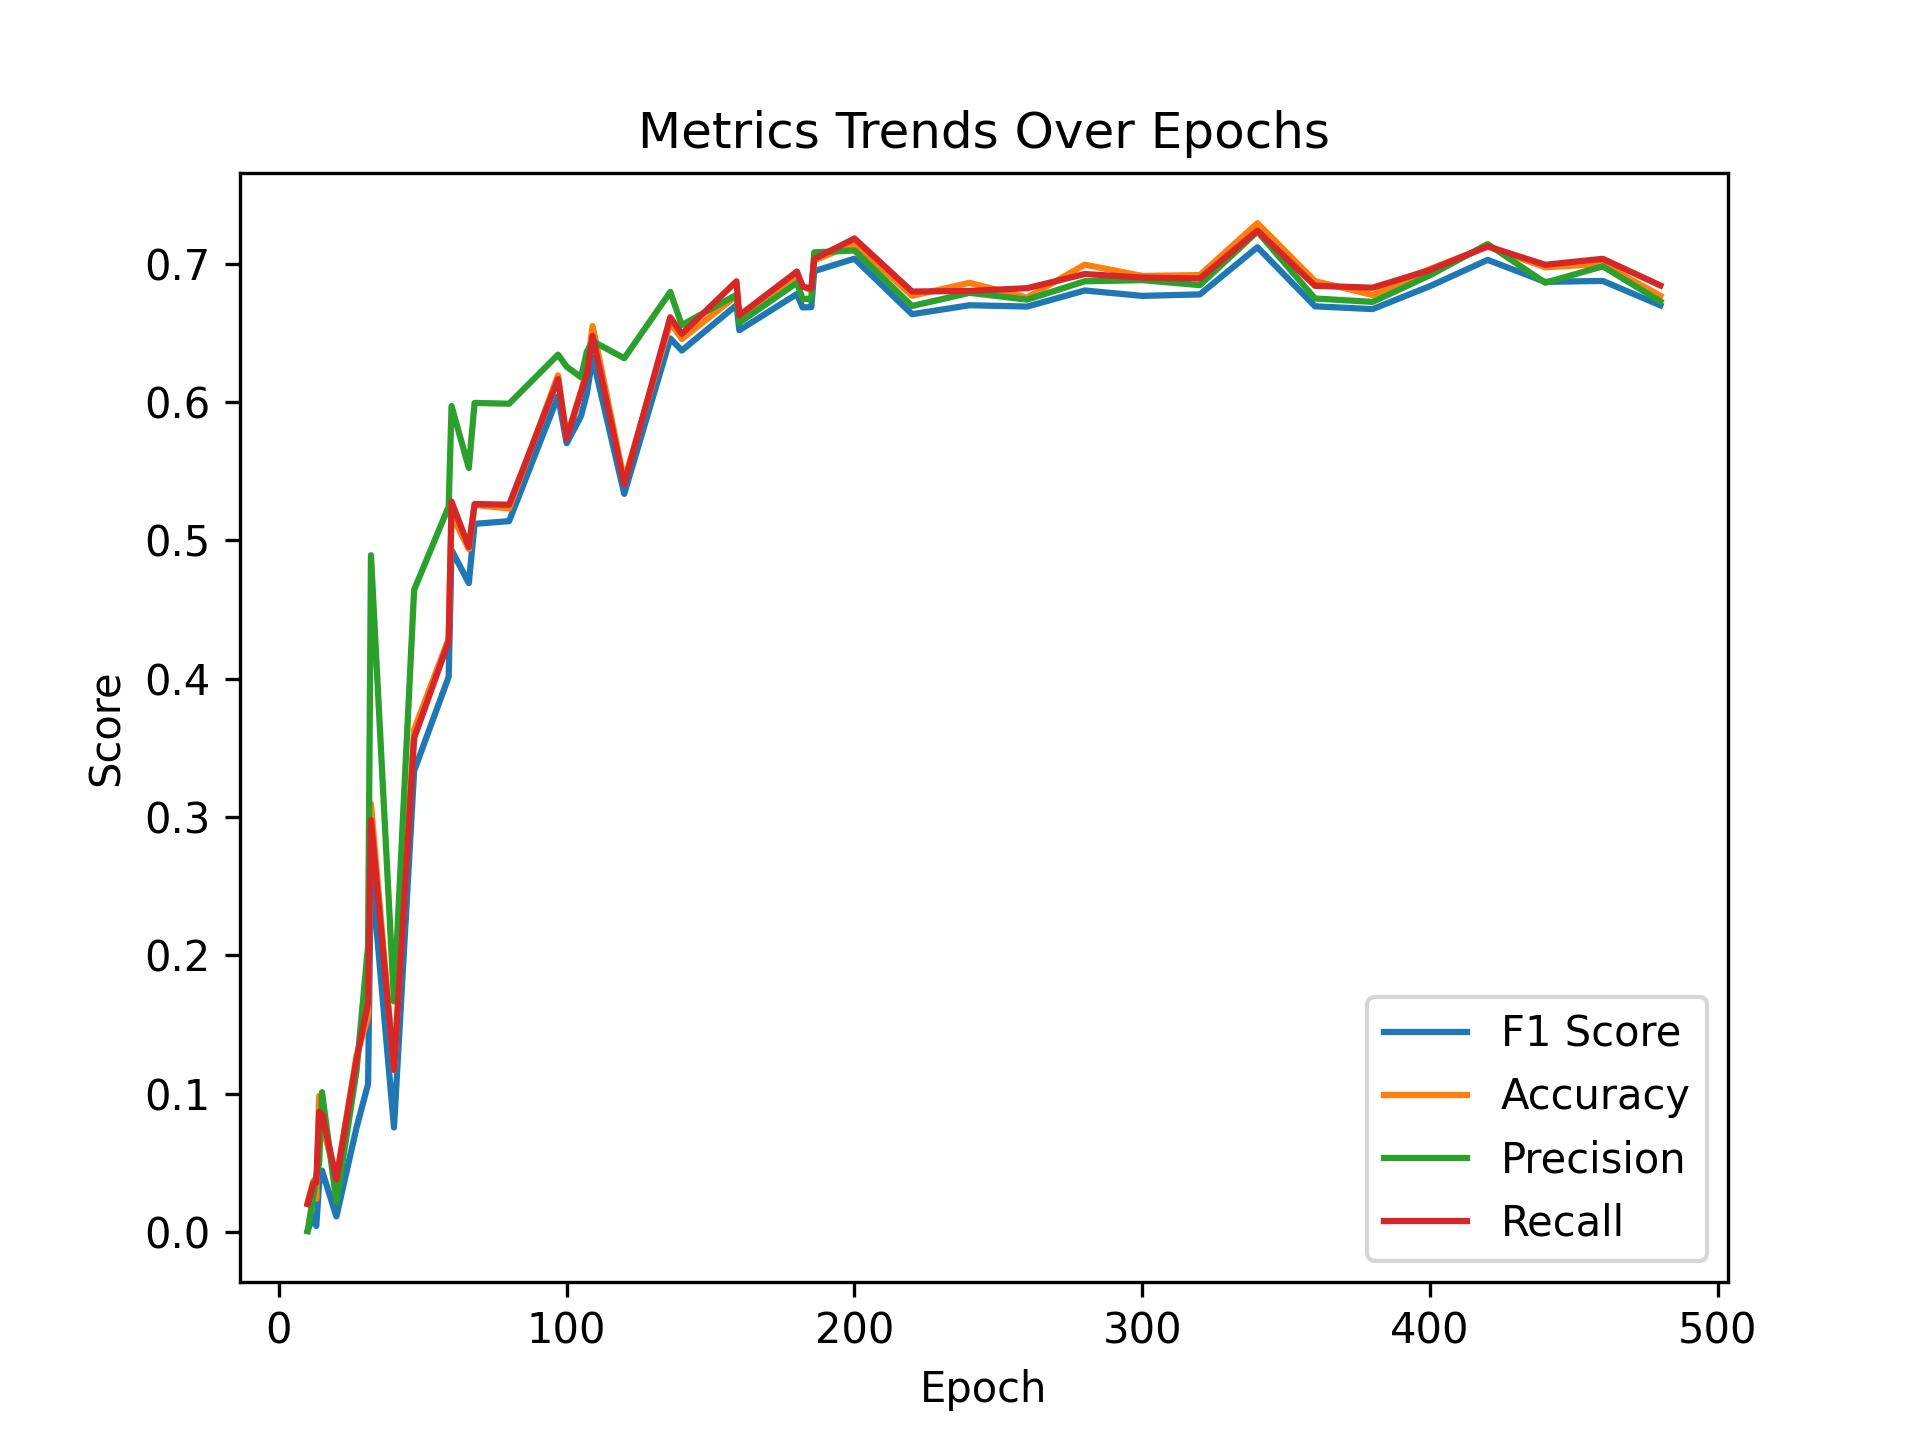 Metrics Trends Over Epochs
0.7
0.6
0.5
0.4
0.3
0.2
0.1
0.0
Score
0 100 200 300 400 500
Epoch
F1 Score
Accuracy
Precision
Recall